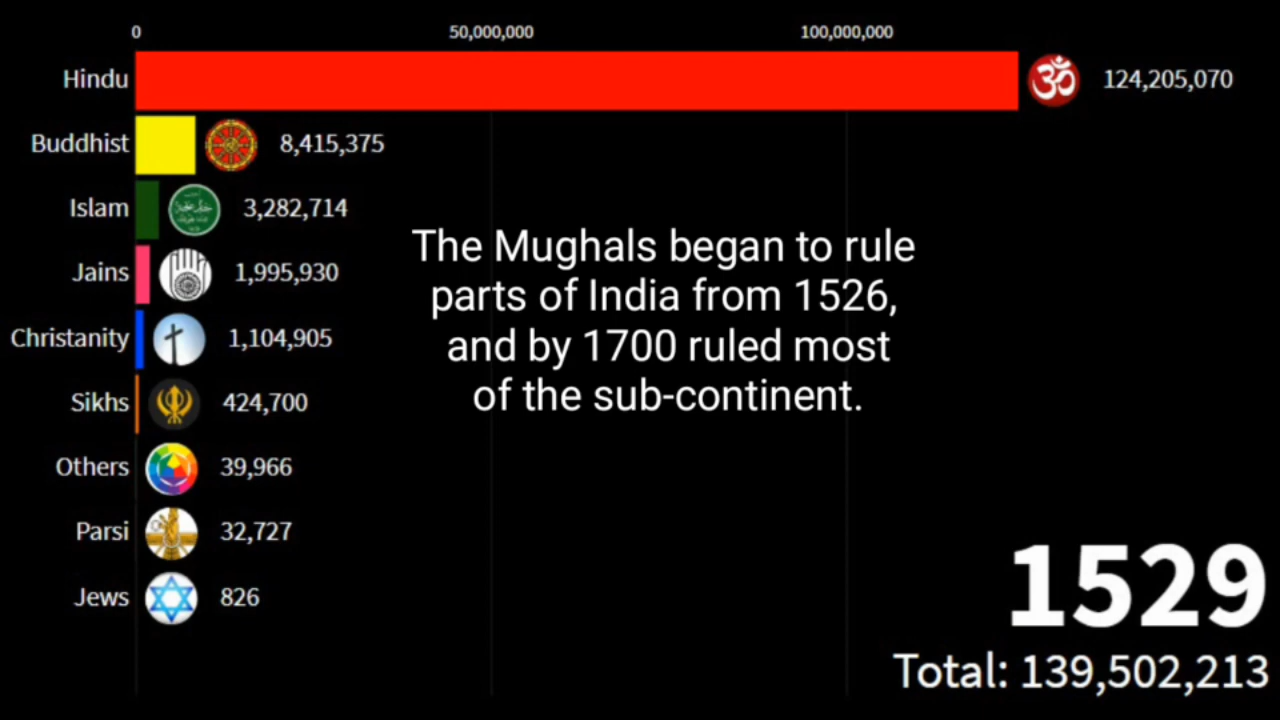 0 50,000,000 100,000,000
Hindu 124,205,070
Buddhist 8,415,375
Islam 3,282,714
Jains 1,995,930
Christanity 1,104,905
Sikhs 424,700
Others 39,966
Parsi 32,727
Jews 826
The Mughals began to rule
parts of India from 1526,
and by 1700 ruled most
of the sub-continent.
1529
Total: 139,502,213